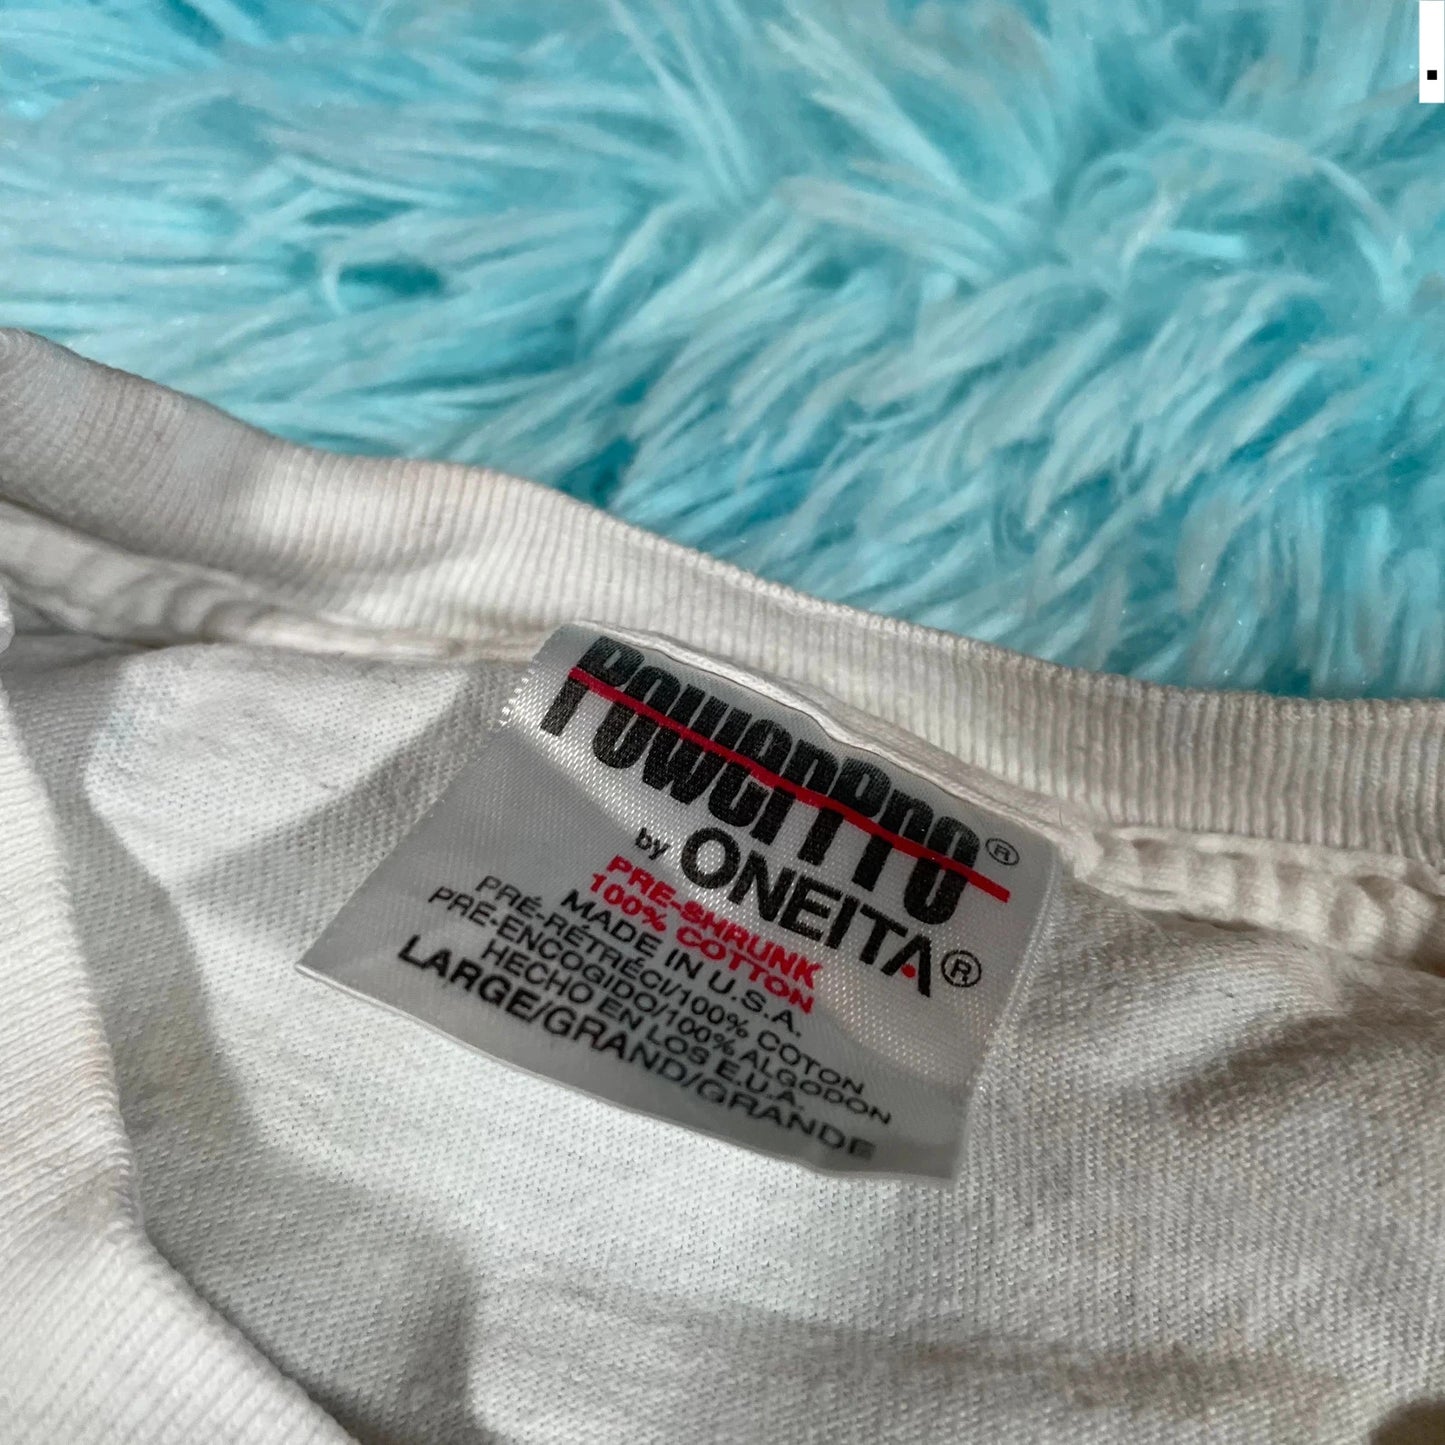 PowerPro®
by ONEITA®
PRE-SHRUNK
100% COTTON
MADE IN U.S.A.
PRÉ-RÉTRÉCI/100% COTON
PRE-ENCOGIDO/100% ALGODON
HECHO EN LOS E.U.A.
LARGE/GRAND/GRANDE
.